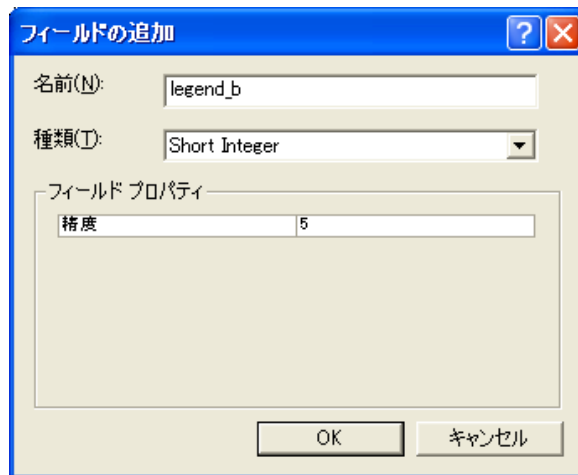 フィールドの追加
名前(N): legend_b
種類(T): Short Integer
フィールド プロパティ
精度 5
OK キャンセル